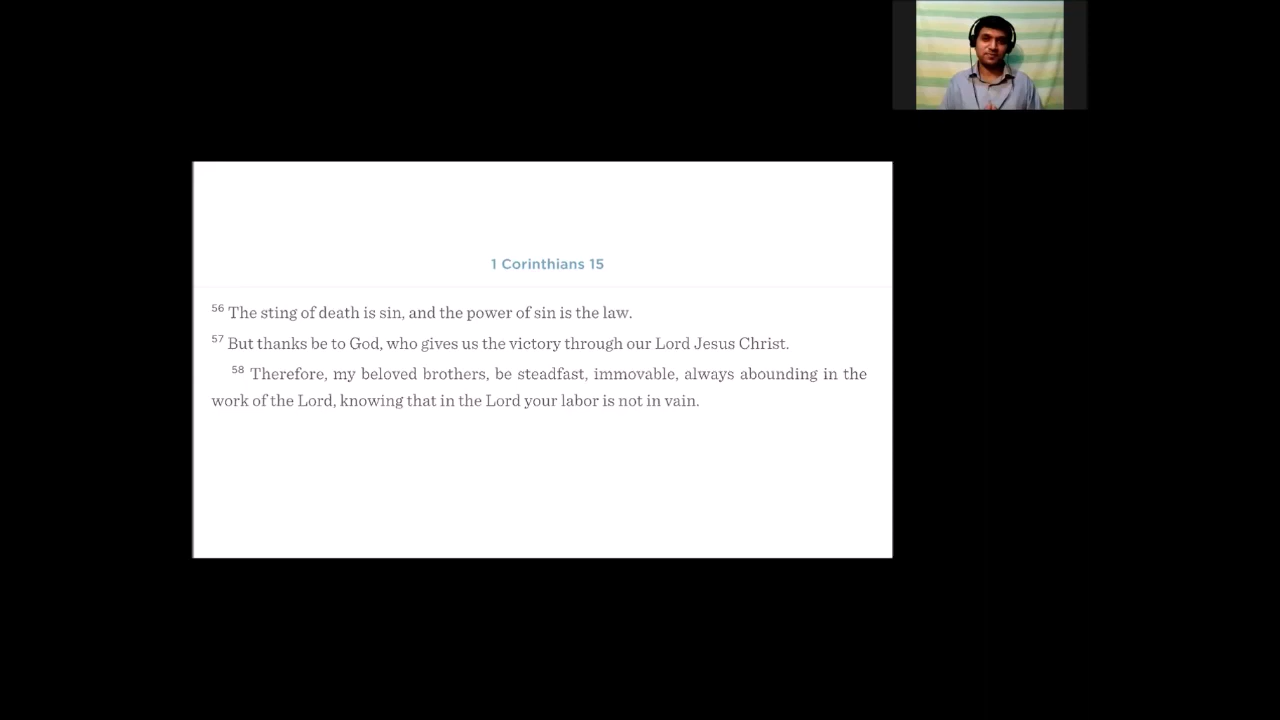 1 Corinthians 15
56 The sting of death is sin, and the power of sin is the law.
57 But thanks be to God, who gives us the victory through our Lord Jesus Christ.
58 Therefore, my beloved brothers, be steadfast, immovable, always abounding in the
work of the Lord, knowing that in the Lord your labor is not in vain.